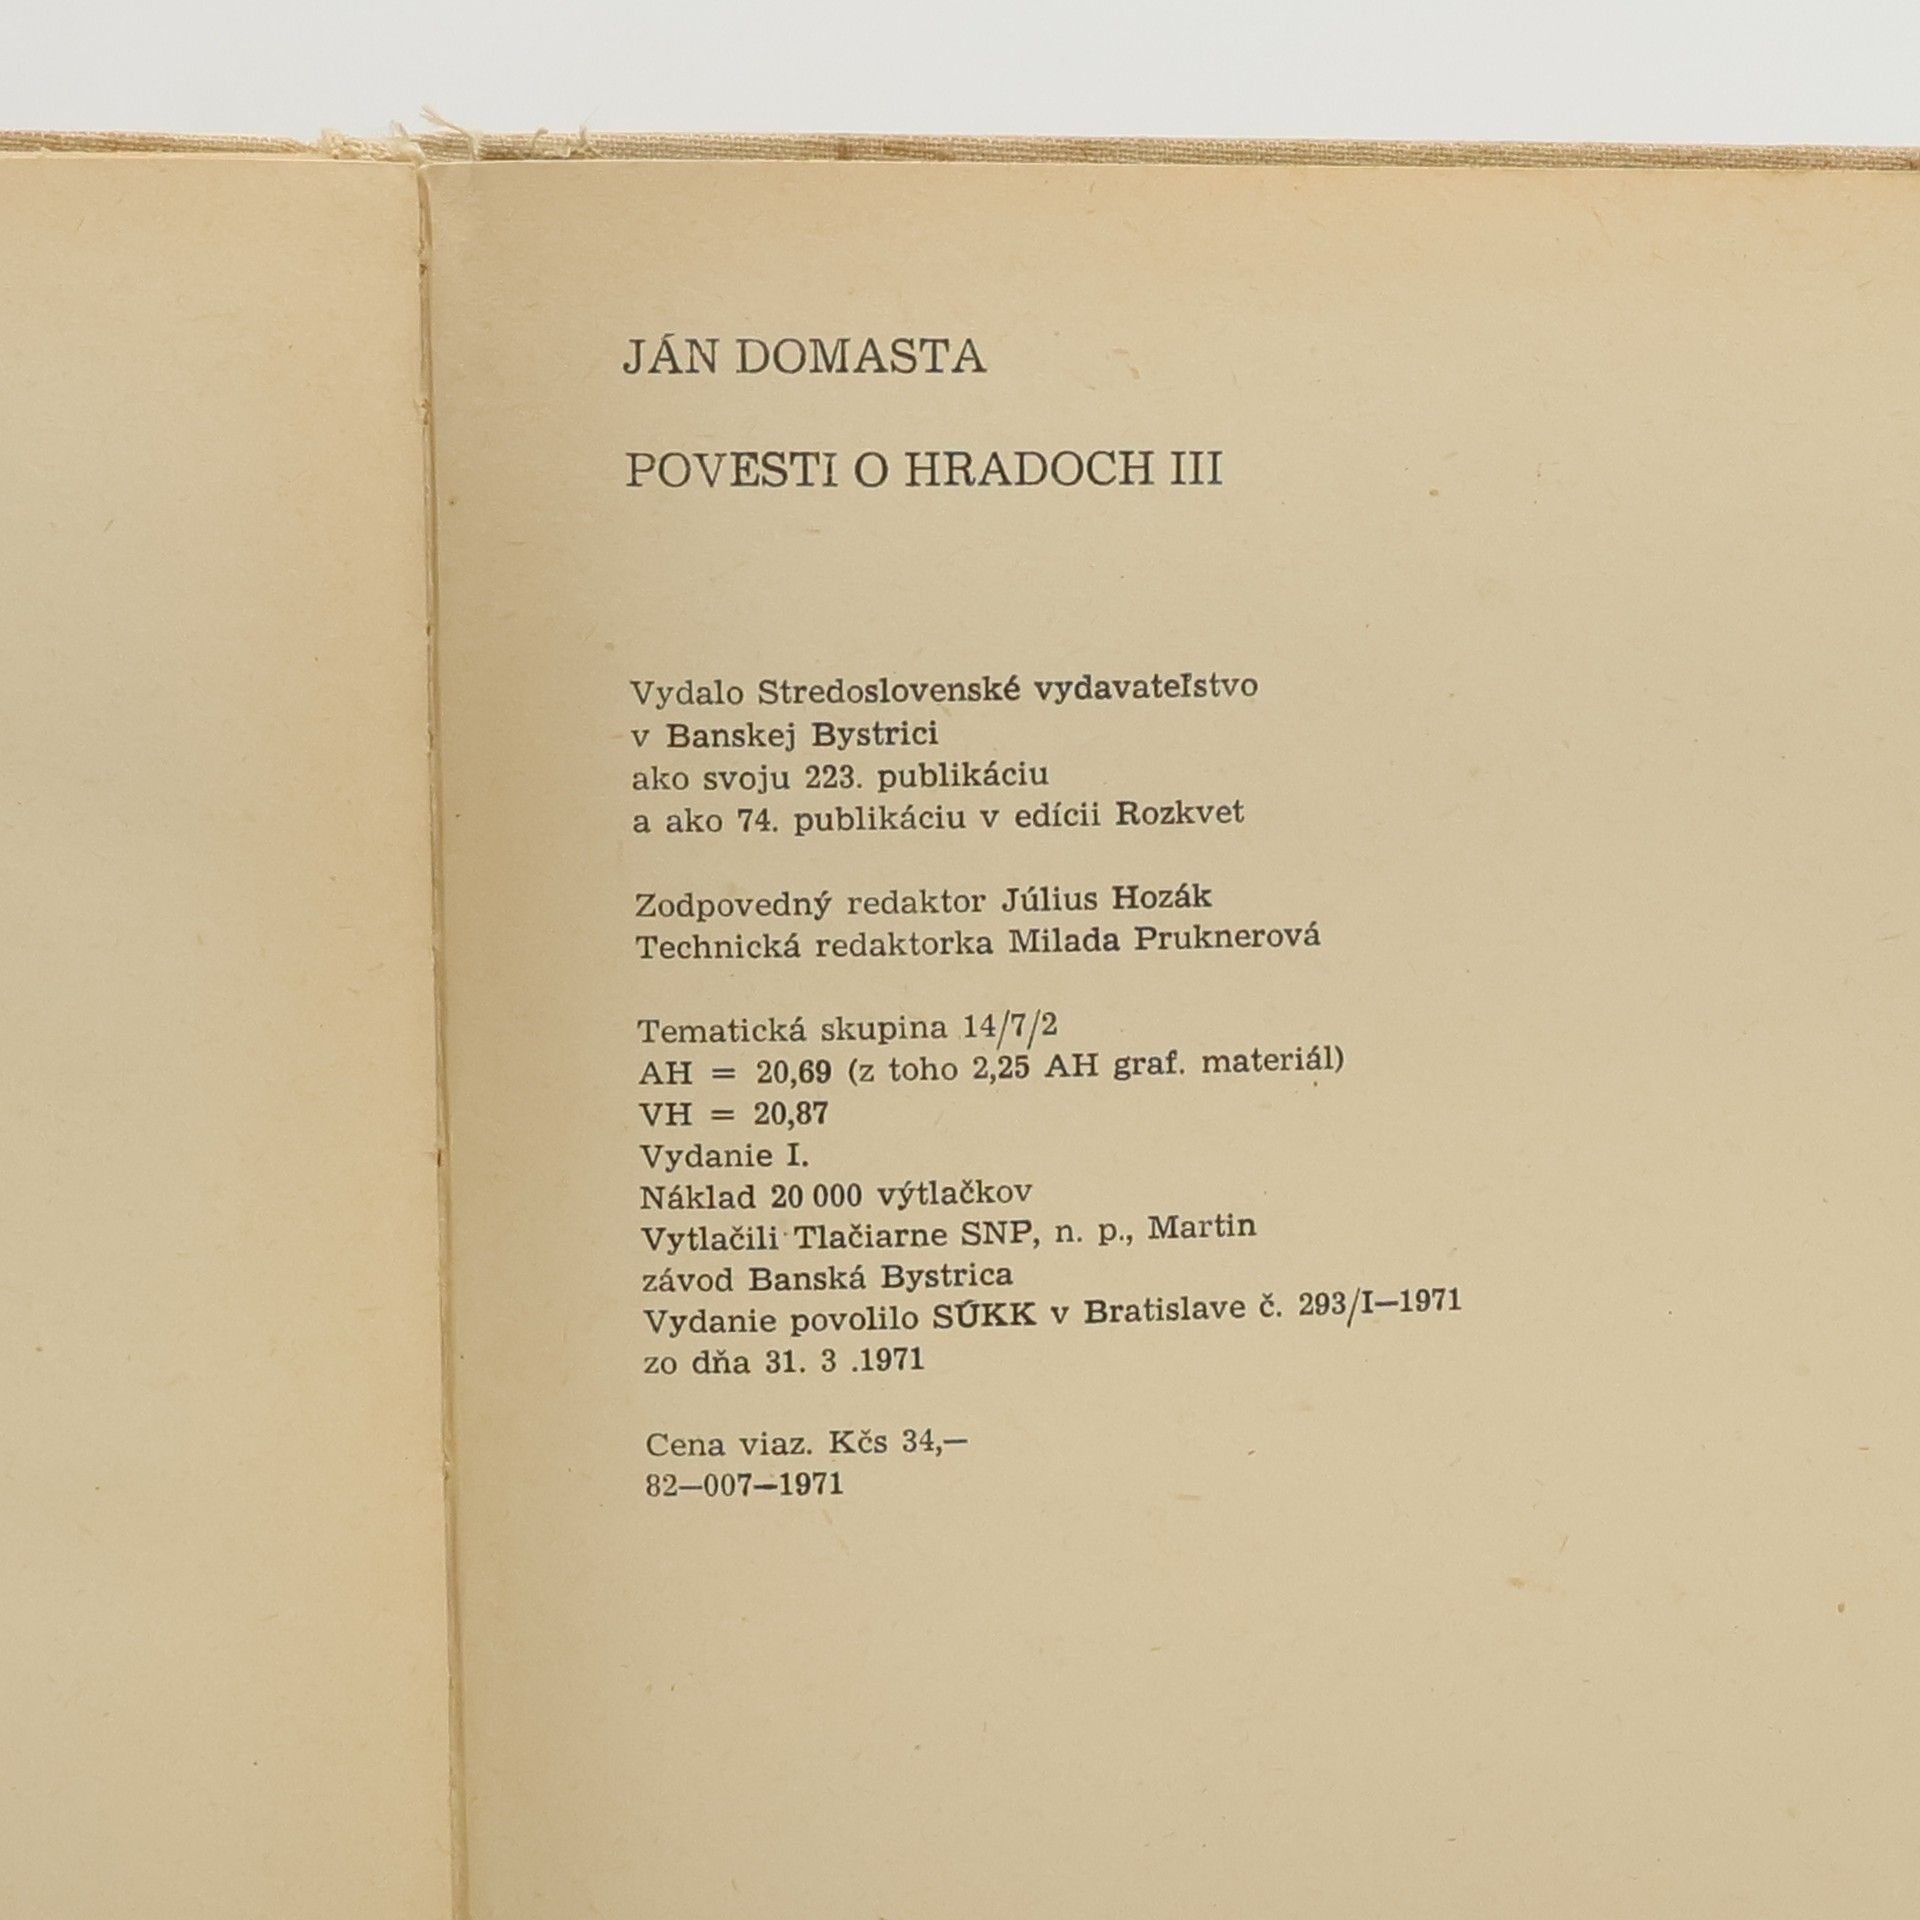 JÁN DOMASTA
POVESTI O HRADOCH III
Vydalo Stredoslovenské vydavateľstvo
v Banskej Bystrici
ako svoju 223. publikáciu
a ako 74. publikáciu v edícii Rozkvet
Zodpovedný redaktor Július Hozák
Technická redaktorka Milada Pruknerová
Tematická skupina 14/7/2
AH = 20,69 (z toho 2,25 AH graf. materiál)
VH = 20,87
Vydanie I.
Náklad 20 000 výtlačkov
Vytlačili Tlačiarne SNP, n. p., Martin
závod Banská Bystrica
Vydanie povolilo SÚKK v Bratislave č. 293/I—1971
zo dňa 31. 3 .1971
Cena viaz. Kčs 34,—
82—007—1971